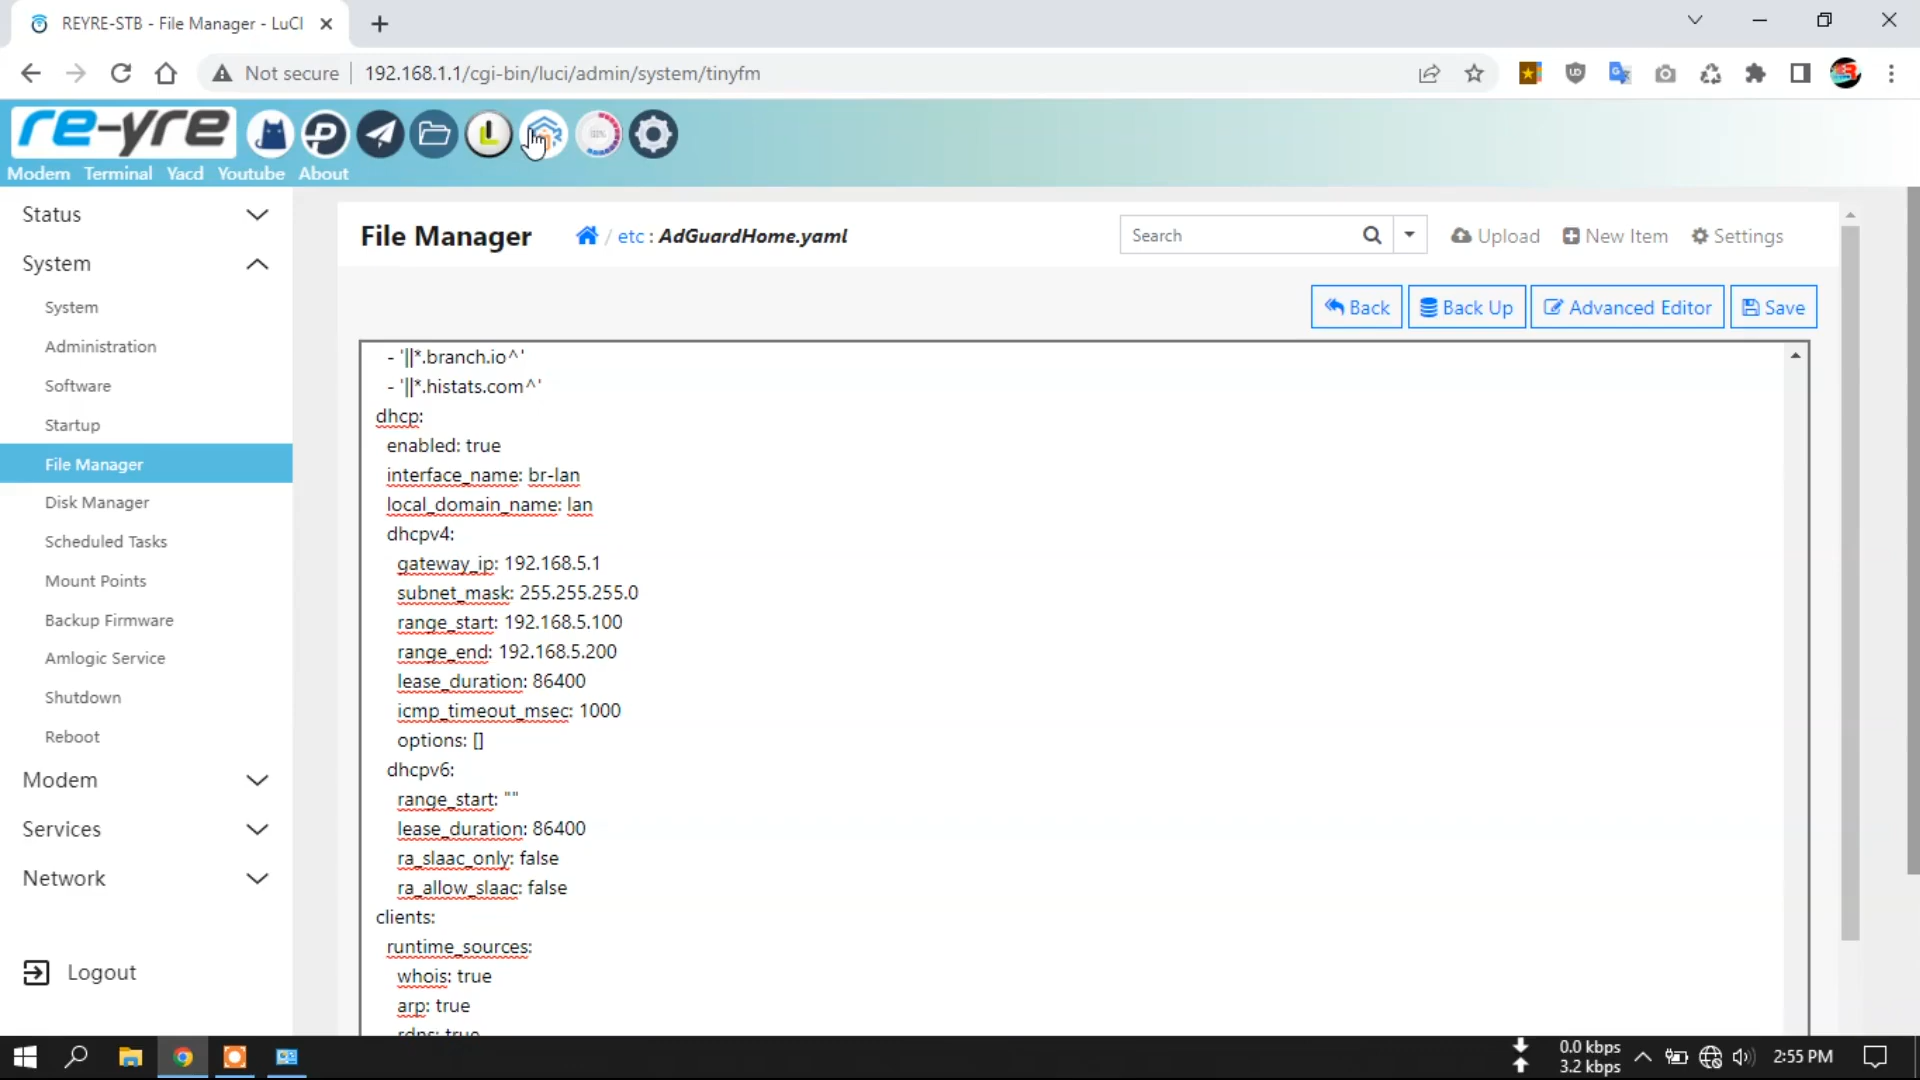 REYRE-STB - File Manager - LuCI
Not secure
192.168.1.1/cgi-bin/luci/admin/system/tinyfm
re-yre
Modem Terminal Yacd Youtube About
Status
System
System
Administration
Software
Startup
File Manager
Disk Manager
Scheduled Tasks
Mount Points
Backup Firmware
Amlogic Service
Shutdown
Reboot
Modem
Services
Network
Logout
File Manager
/ etc : AdGuardHome.yaml
Search
Upload
New Item
Settings
Back
Back Up
Advanced Editor
Save
- '||*.branch.io^'
- '||*.histats.com^'
dhcp:
enabled: true
interface_name: br-lan
local_domain_name: lan
dhcpv4:
gateway_ip: 192.168.5.1
subnet_mask: 255.255.255.0
range_start: 192.168.5.100
range_end: 192.168.5.200
lease_duration: 86400
icmp_timeout_msec: 1000
options: []
dhcpv6:
range_start: ""
lease_duration: 86400
ra_slaac_only: false
ra_allow_slaac: false
clients:
runtime_sources:
whois: true
arp: true
rdns: true
0.0 kbps
3.2 kbps
2:55 PM